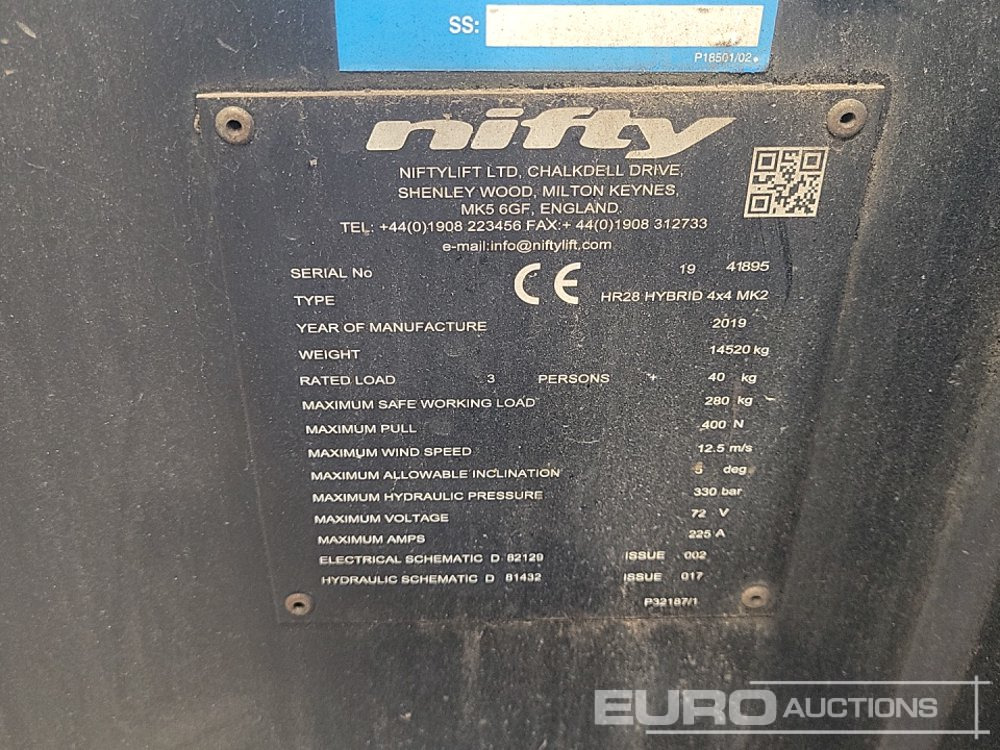 SS:
P18501/02
nifty
NIFTYLIFT LTD, CHALKDELL DRIVE,
SHENLEY WOOD, MILTON KEYNES,
MK5 6GF, ENGLAND,
TEL: +44(0)1908 223456 FAX:+ 44(0)1908 312733
e-mail:info@niftylift.com
SERIAL No CE 19 41895
TYPE HR28 HYBRID 4x4 MK2
YEAR OF MANUFACTURE 2019
WEIGHT 14520 kg
RATED LOAD 3 PERSONS + 40 kg
MAXIMUM SAFE WORKING LOAD 280 kg
MAXIMUM PULL 400 N
MAXIMUM WIND SPEED 12.5 m/s
MAXIMUM ALLOWABLE INCLINATION 5 deg
MAXIMUM HYDRAULIC PRESSURE 330 bar
MAXIMUM VOLTAGE 72 V
MAXIMUM AMPS 225 A
ELECTRICAL SCHEMATIC D 82129 ISSUE 002
HYDRAULIC SCHEMATIC D 81432 ISSUE 017
P32187/1
EURO AUCTIONS